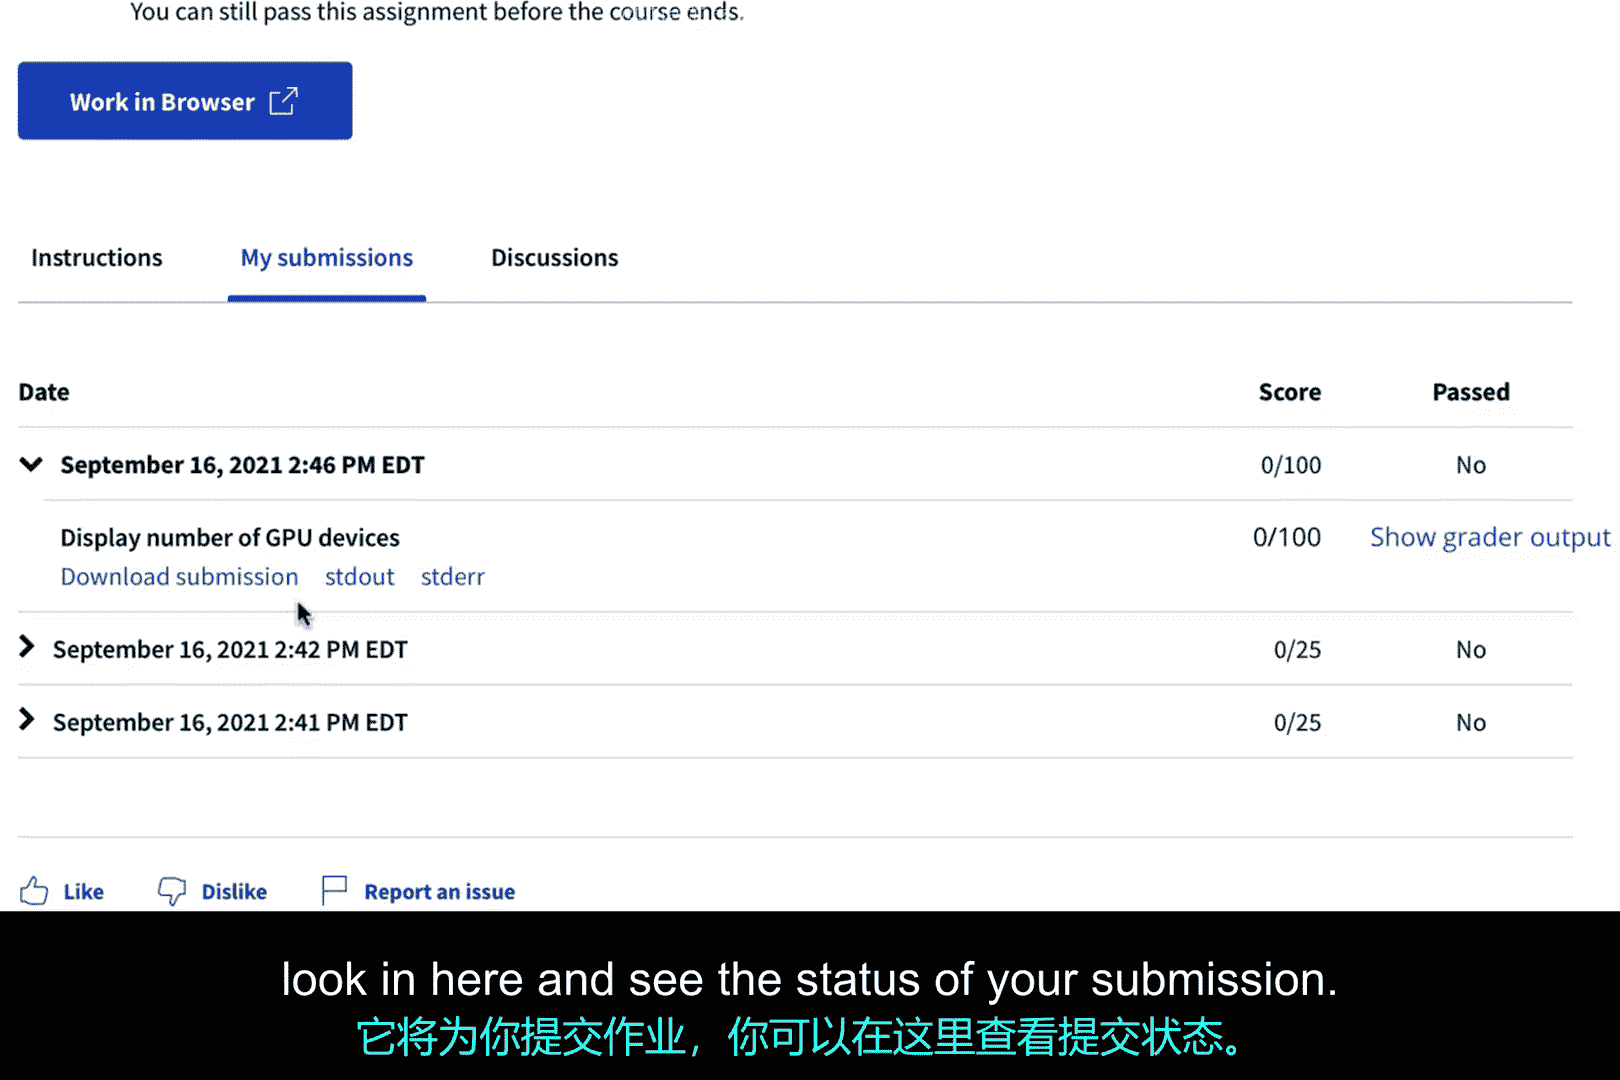 You can still pass this assignment before the course ends.
Work in Browser
Instructions My submissions Discussions
Date Score Passed
September 16, 2021 2:46 PM EDT 0/100 No
Display number of GPU devices 0/100 Show grader output
Download submission stdout stderr
September 16, 2021 2:42 PM EDT 0/25 No
September 16, 2021 2:41 PM EDT 0/25 No
Like Dislike Report an issue
look in here and see the status of your submission.
它将为你提交作业，你可以在这里查看提交状态。